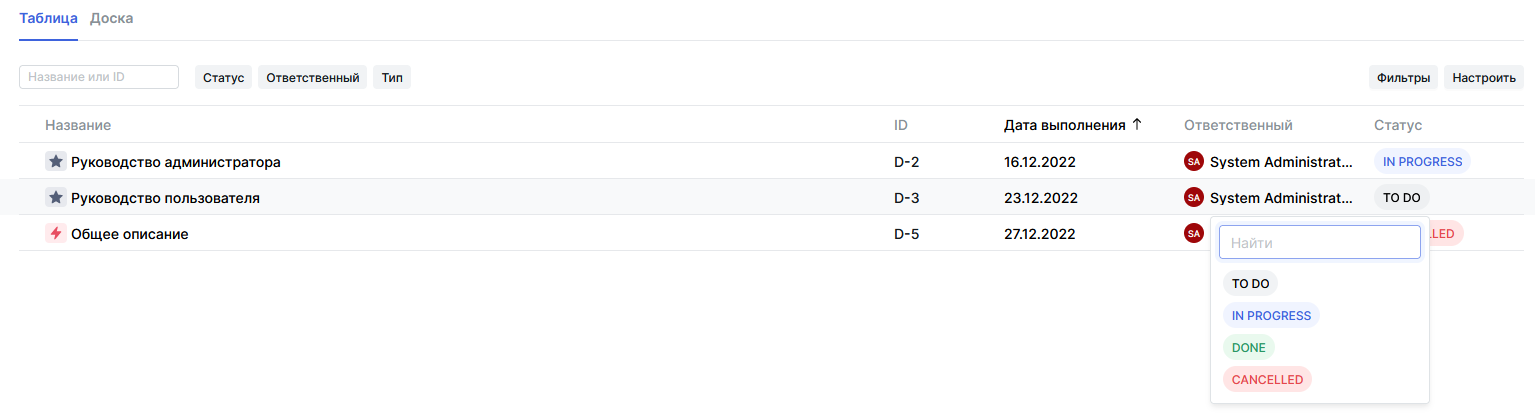 Таблица Доска
Название или ID Статус Ответственный Тип Фильтры Настроить
Название ID Дата выполнения ↑ Ответственный Статус
Руководство администратора D-2 16.12.2022 SA System Administrat... IN PROGRESS
Руководство пользователя D-3 23.12.2022 SA System Administrat... TO DO
Общее описание D-5 27.12.2022 SA LLED
Найти
TO DO
IN PROGRESS
DONE
CANCELLED